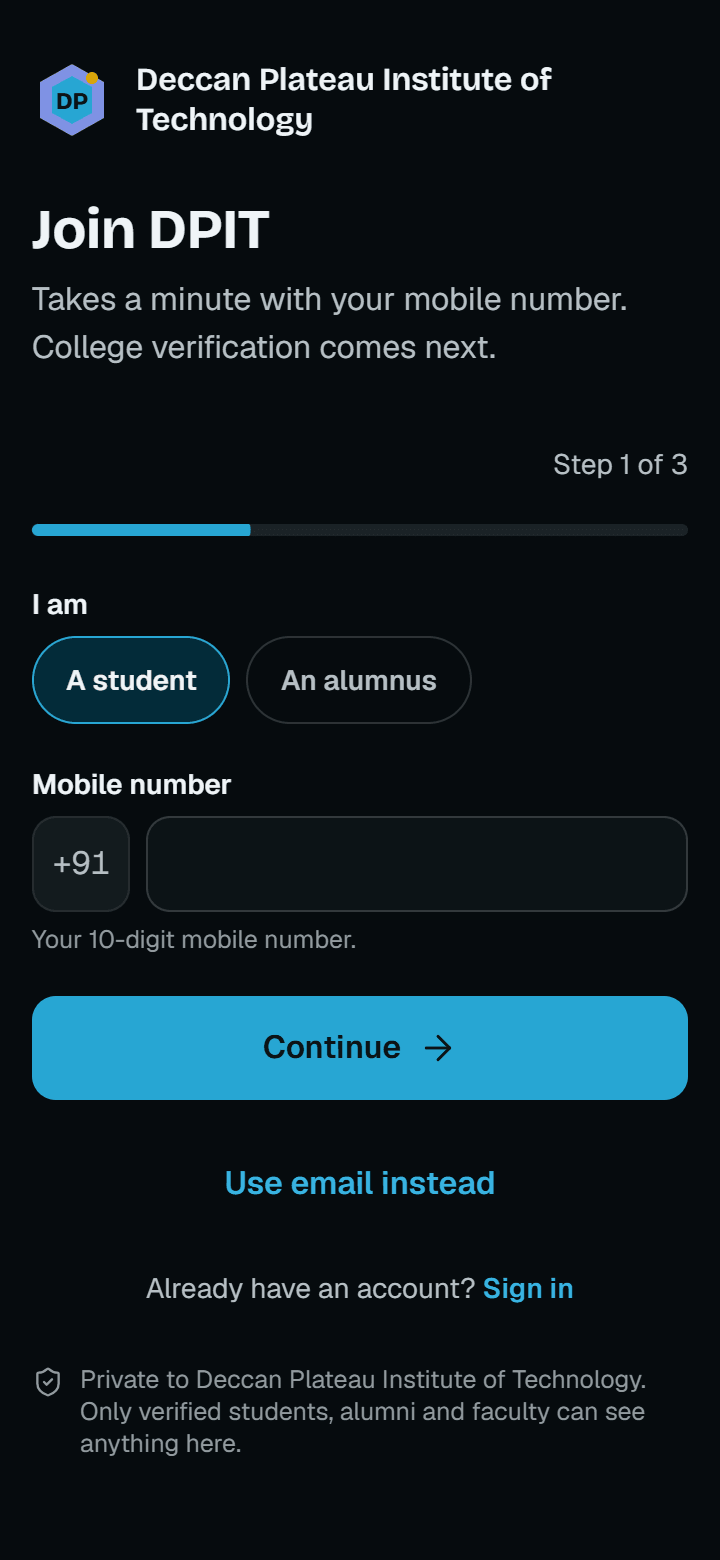 DP
Deccan Plateau Institute of
Technology
Join DPIT
Takes a minute with your mobile number.
College verification comes next.
Step 1 of 3
I am
A student
An alumnus
Mobile number
+91
Your 10-digit mobile number.
Continue →
Use email instead
Already have an account? Sign in
Private to Deccan Plateau Institute of Technology.
Only verified students, alumni and faculty can see
anything here.